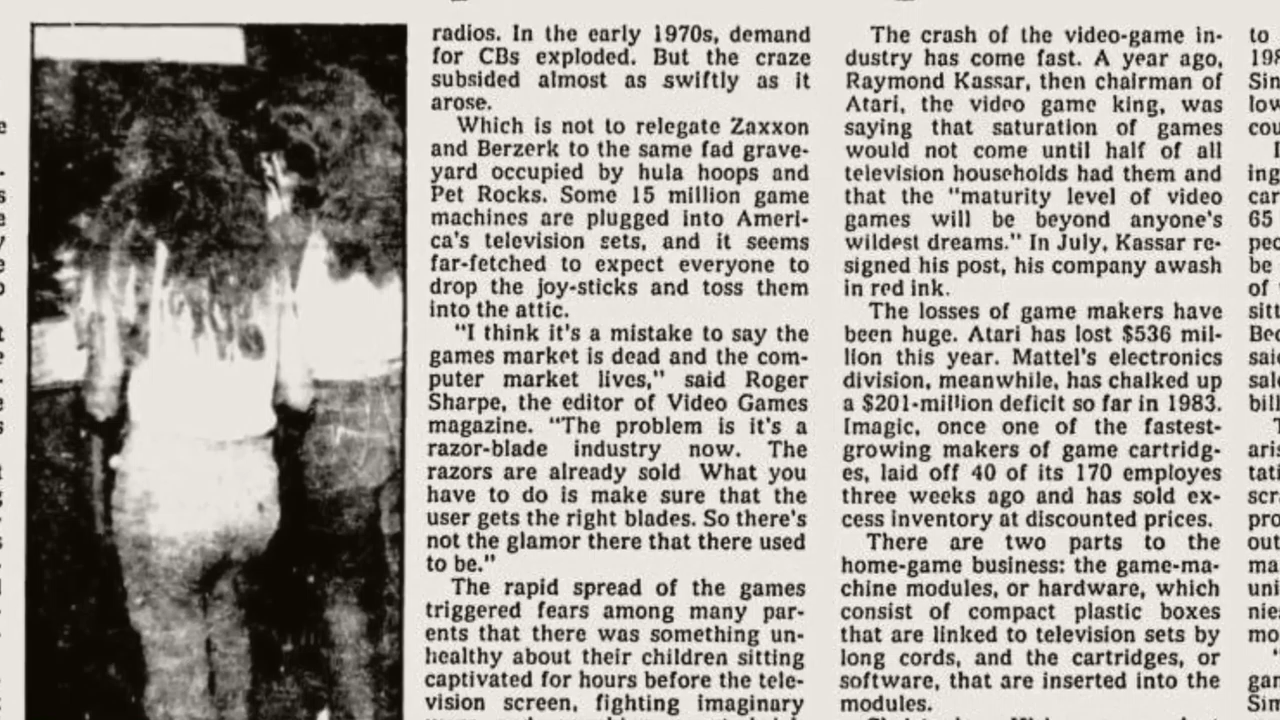 radios. In the early 1970s, demand
for CBs exploded. But the craze
subsided almost as swiftly as it
arose.
Which is not to relegate Zaxxon
and Berzerk to the same fad grave-
yard occupied by hula hoops and
Pet Rocks. Some 15 million game
machines are plugged into Ameri-
ca's television sets, and it seems
far-fetched to expect everyone to
drop the joy-sticks and toss them
into the attic.
"I think it's a mistake to say the
games market is dead and the com-
puter market lives," said Roger
Sharpe, the editor of Video Games
magazine. "The problem is it's a
razor-blade industry now. The
razors are already sold What you
have to do is make sure that the
user gets the right blades. So there's
not the glamor there that there used
to be."
The rapid spread of the games
triggered fears among many par-
ents that there was something un-
healthy about their children sitting
captivated for hours before the tele-
vision screen, fighting imaginary
The crash of the video-game in-
dustry has come fast. A year ago,
Raymond Kassar, then chairman of
Atari, the video game king, was
saying that saturation of games
would not come until half of all
television households had them and
that the "maturity level of video
games will be beyond anyone's
wildest dreams." In July, Kassar re-
signed his post, his company awash
in red ink.
The losses of game makers have
been huge. Atari has lost $536 mil-
lion this year. Mattel's electronics
division, meanwhile, has chalked up
a $201-million deficit so far in 1983.
Imagic, once one of the fastest-
growing makers of game cartridg-
es, laid off 40 of its 170 employes
three weeks ago and has sold ex-
cess inventory at discounted prices.
There are two parts to the
home-game business: the game-ma-
chine modules, or hardware, which
consist of compact plastic boxes
that are linked to television sets by
long cords, and the cartridges, or
software, that are inserted into the
modules.